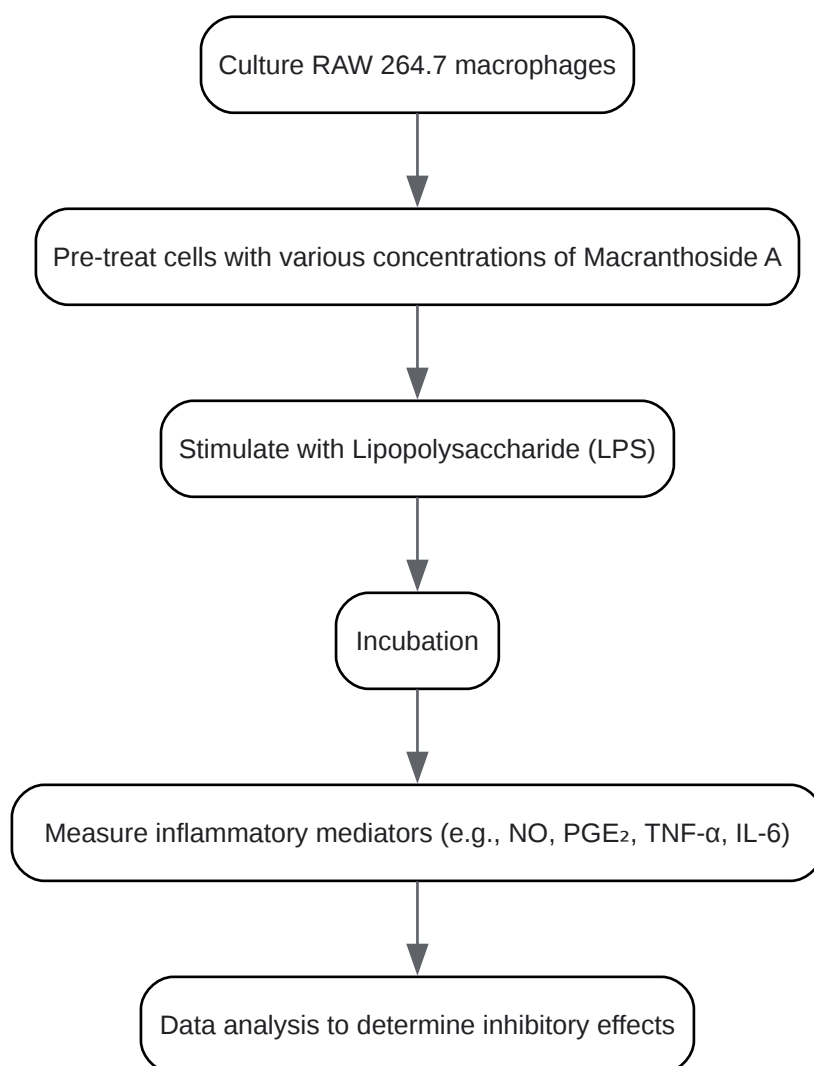 Culture RAW 264.7 macrophages
Pre-treat cells with various concentrations of Macranthoside A
Stimulate with Lipopolysaccharide (LPS)
Incubation
Measure inflammatory mediators (e.g., NO, PGE₂, TNF-α, IL-6)
Data analysis to determine inhibitory effects